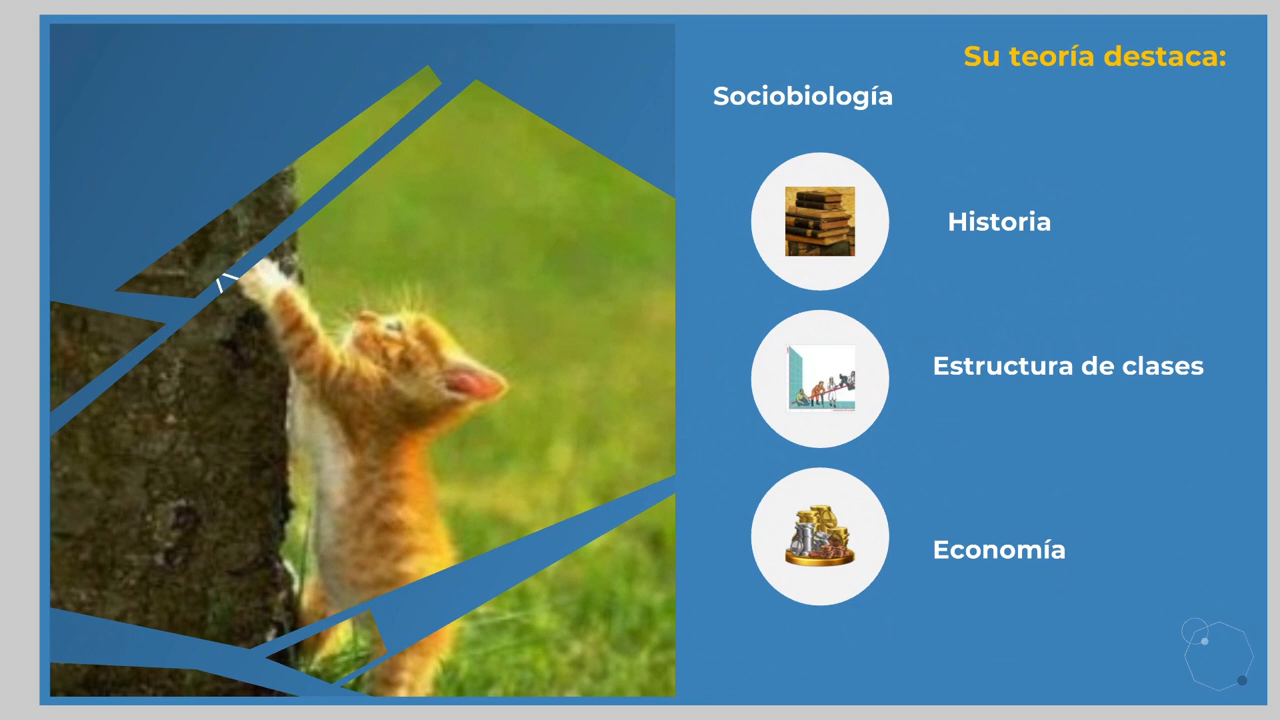 Su teoría destaca:
Sociobiología
Historia
Estructura de clases
Economía